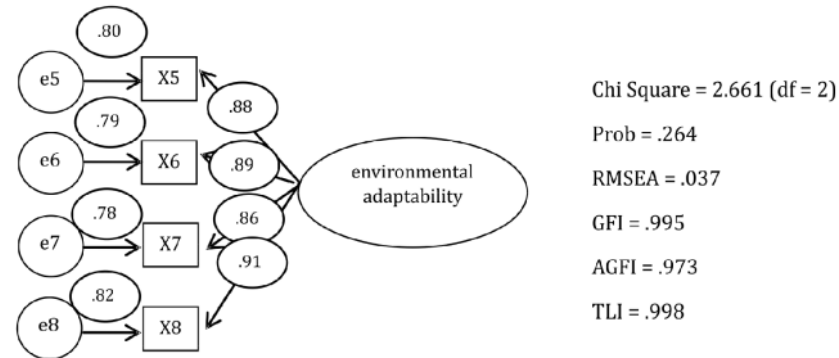 .80
e5
X5
.88
.79
e6
X6
.89
environmental
adaptability
.78
e7
X7
.86
.91
.82
e8
X8
Chi Square = 2.661 (df = 2)
Prob = .264
RMSEA = .037
GFI = .995
AGFI = .973
TLI = .998